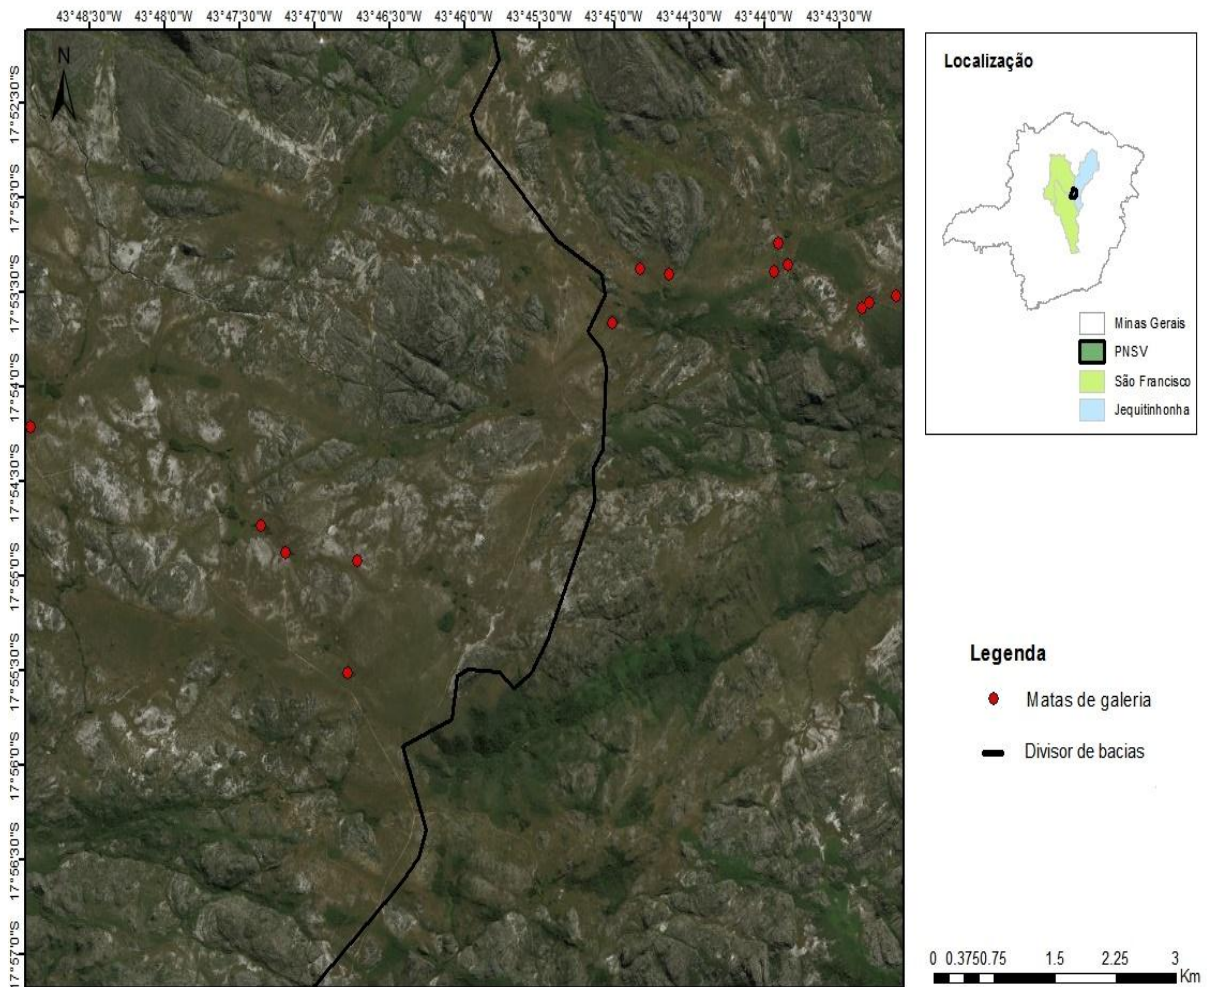 43°48'30"W 43°48'0"W 43°47'30"W 43°47'0"W 43°46'30"W 43°46'0"W 43°45'30"W 43°45'0"W 43°44'30"W 43°44'0"W 43°43'30"W
N
17°52'30"S
17°53'0"S
17°53'30"S
17°54'0"S
17°54'30"S
17°55'0"S
17°55'30"S
17°56'0"S
17°56'30"S
17°57'0"S
Localização
Minas Gerais
PNSV
São Francisco
Jequitinhonha
Legenda
Matas de galeria
Divisor de bacias
0 0.3750.75 1.5 2.25 3
Km